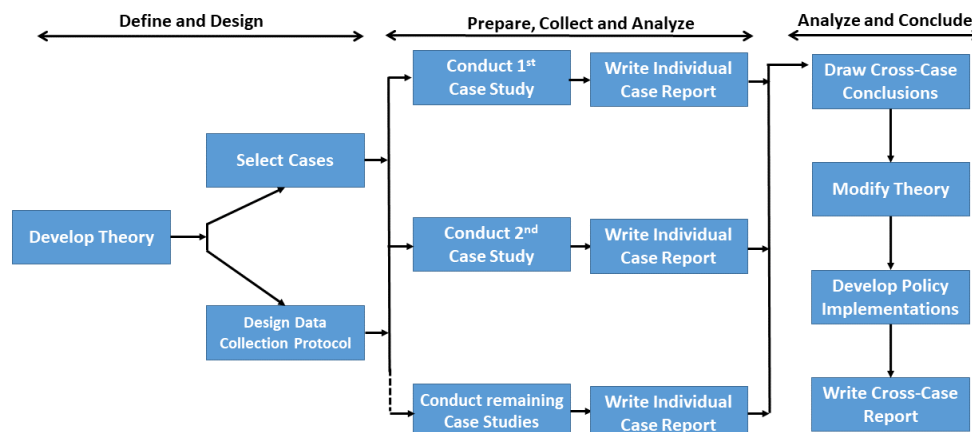 Define and Design
Prepare, Collect and Analyze
Analyze and Conclude
Develop Theory
Select Cases
Design Data
Collection Protocol
Conduct 1st
Case Study
Write Individual
Case Report
Conduct 2nd
Case Study
Write Individual
Case Report
Conduct remaining
Case Studies
Write Individual
Case Report
Draw Cross-Case
Conclusions
Modify Theory
Develop Policy
Implementations
Write Cross-Case
Report